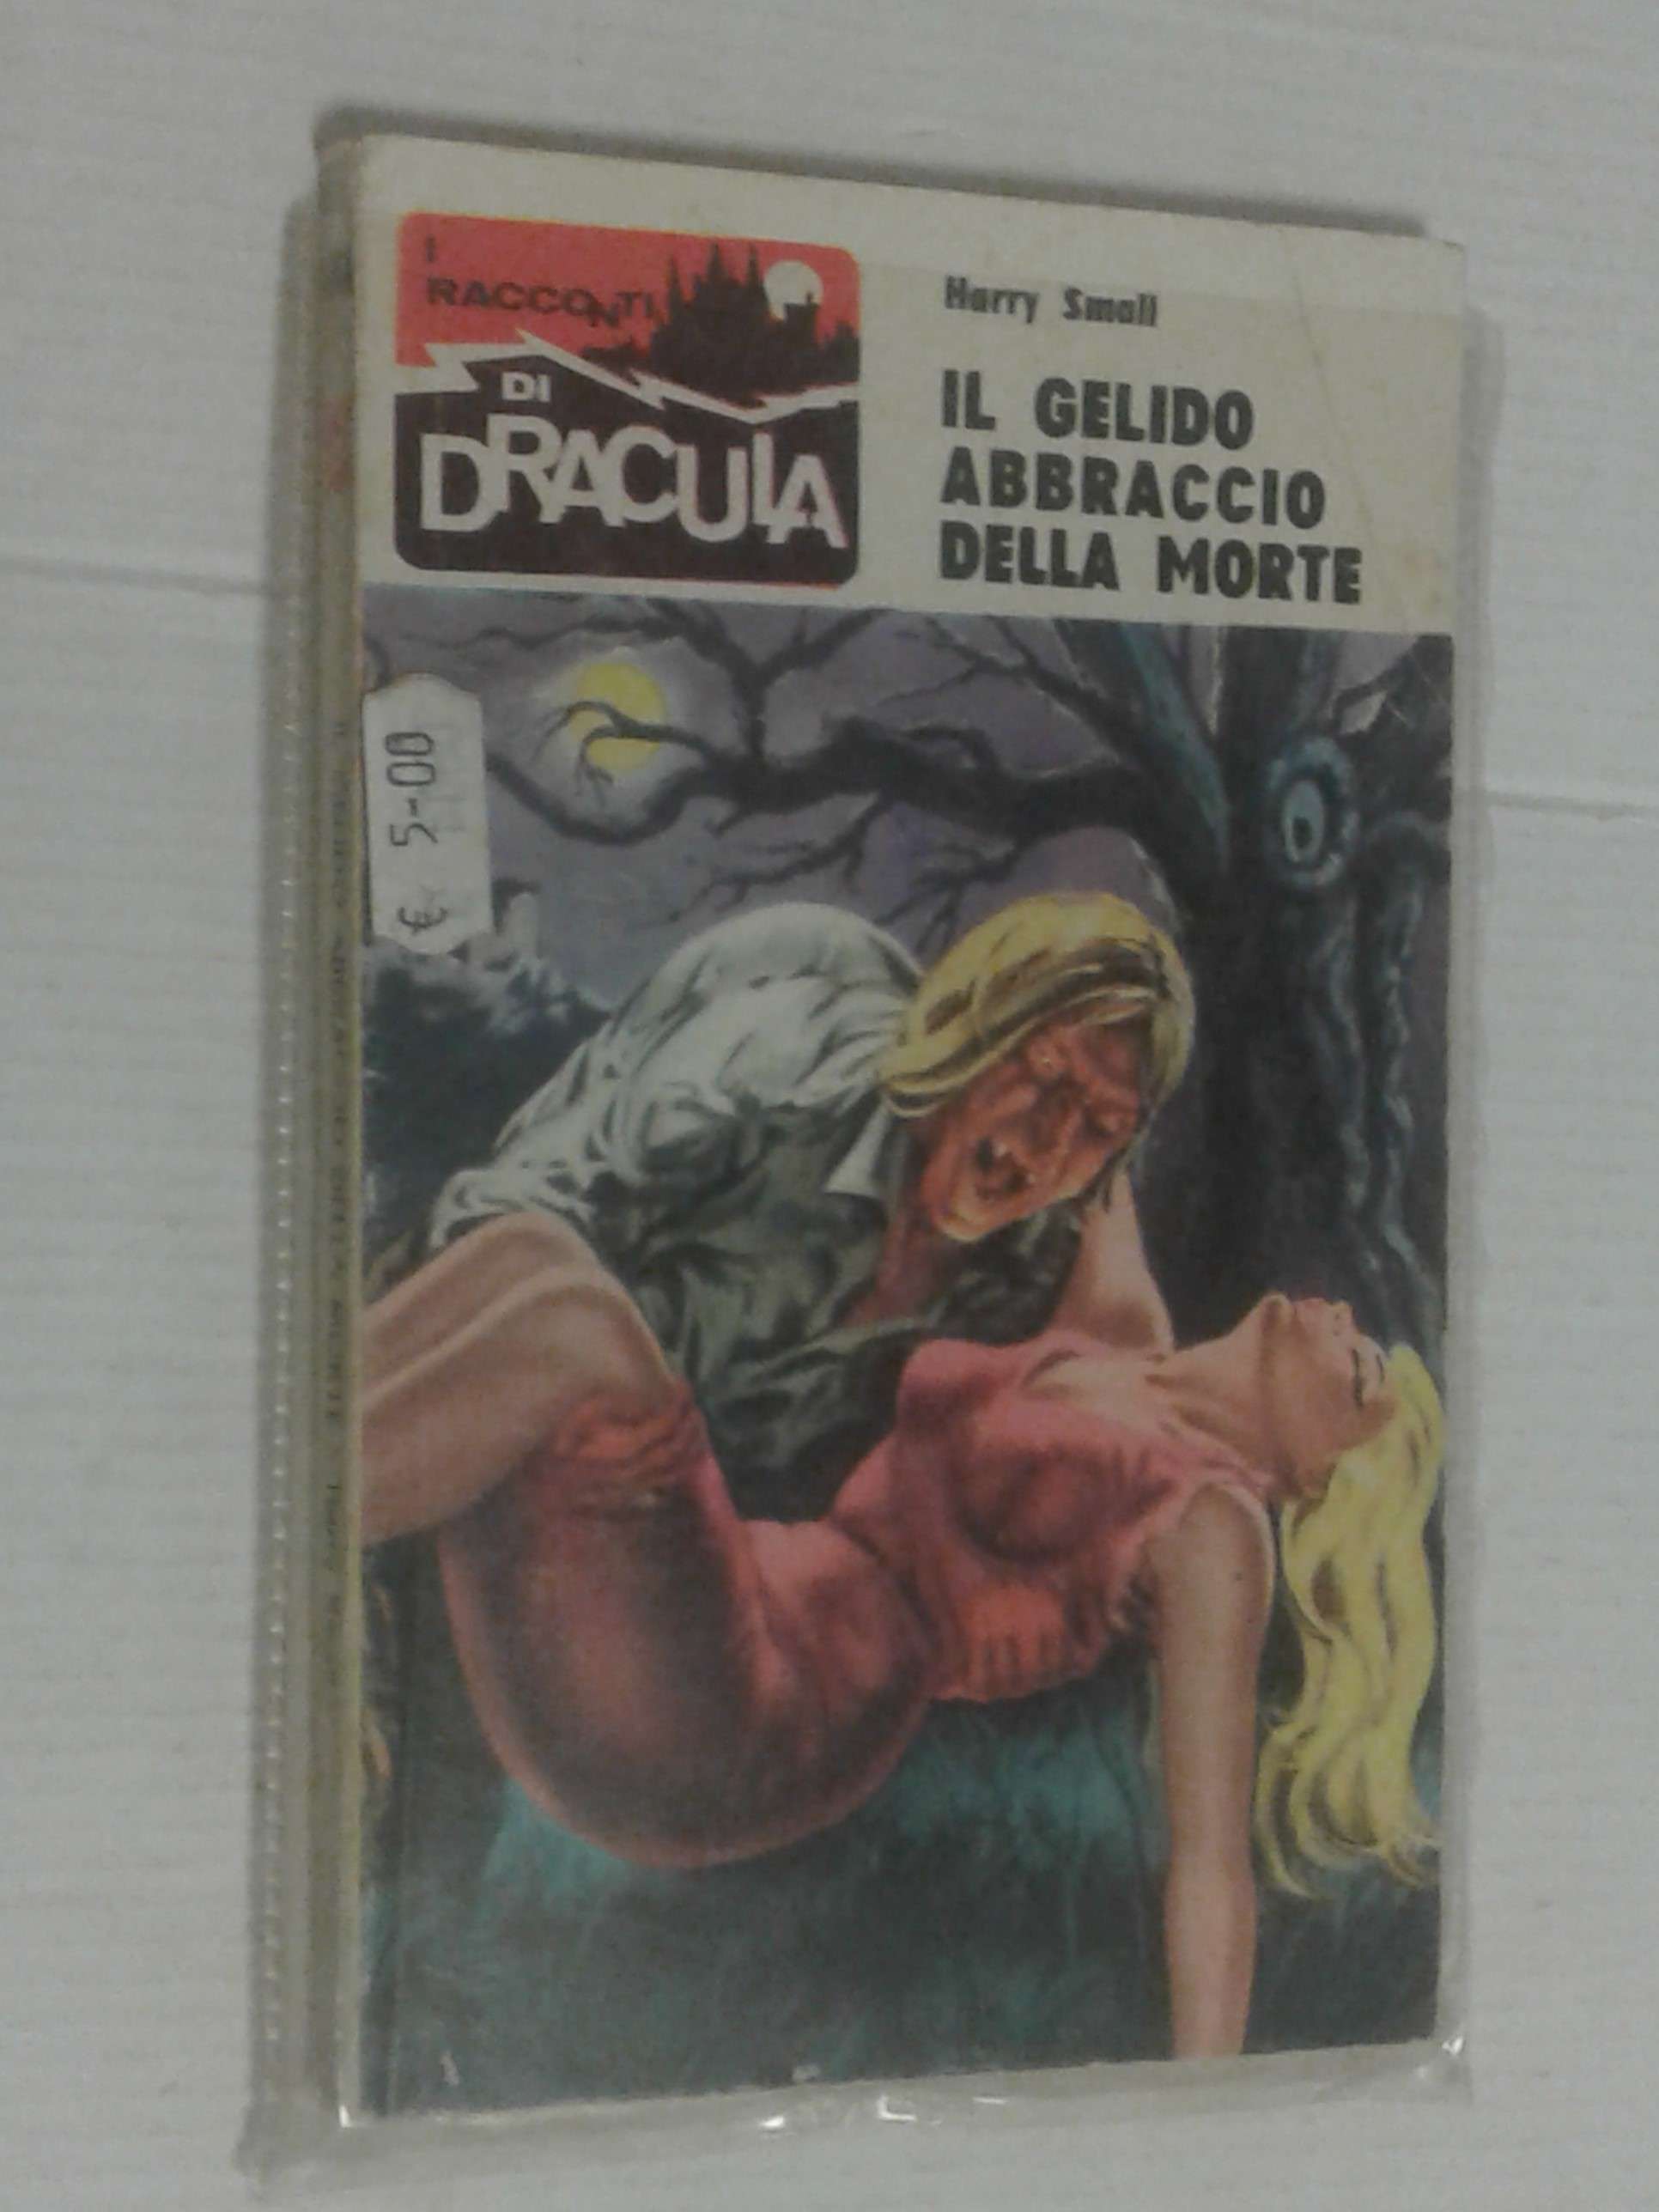 I
RACCONTI
DI
DRACULA
Harry Small
IL GELIDO
ABBRACCIO
DELLA MORTE
€ 5-00